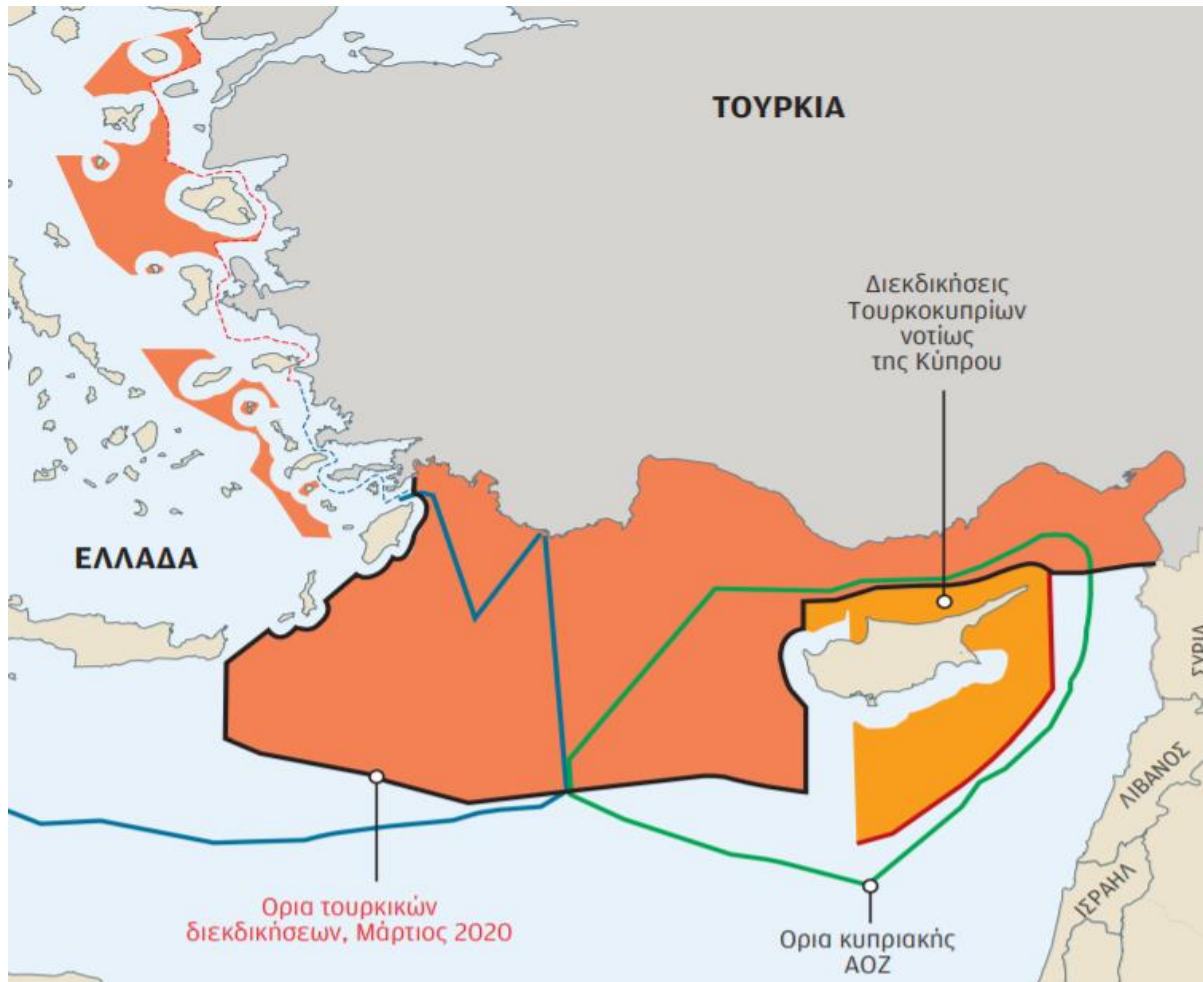 ΤΟΥΡΚΙΑ
Διεκδικήσεις
Τουρκοκυπρίων
νοτίως
της Κύπρου
ΕΛΛΑΔΑ
ΣΥΡΙΑ
ΛΙΒΑΝΟΣ
ΙΣΡΑΗΛ
Ορια τουρκικών
διεκδικήσεων, Μάρτιος 2020
Ορια κυπριακής
ΑΟΖ